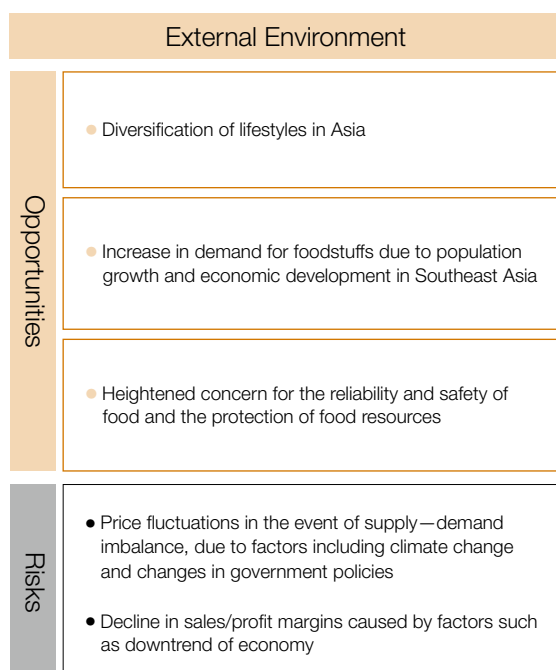 External Environment
Opportunities
Diversification of lifestyles in Asia
Increase in demand for foodstuffs due to population
growth and economic development in Southeast Asia
Heightened concern for the reliability and safety of
food and the protection of food resources
Risks
Price fluctuations in the event of supply—demand
imbalance, due to factors including climate change
and changes in government policies
Decline in sales/profit margins caused by factors such
as downtrend of economy